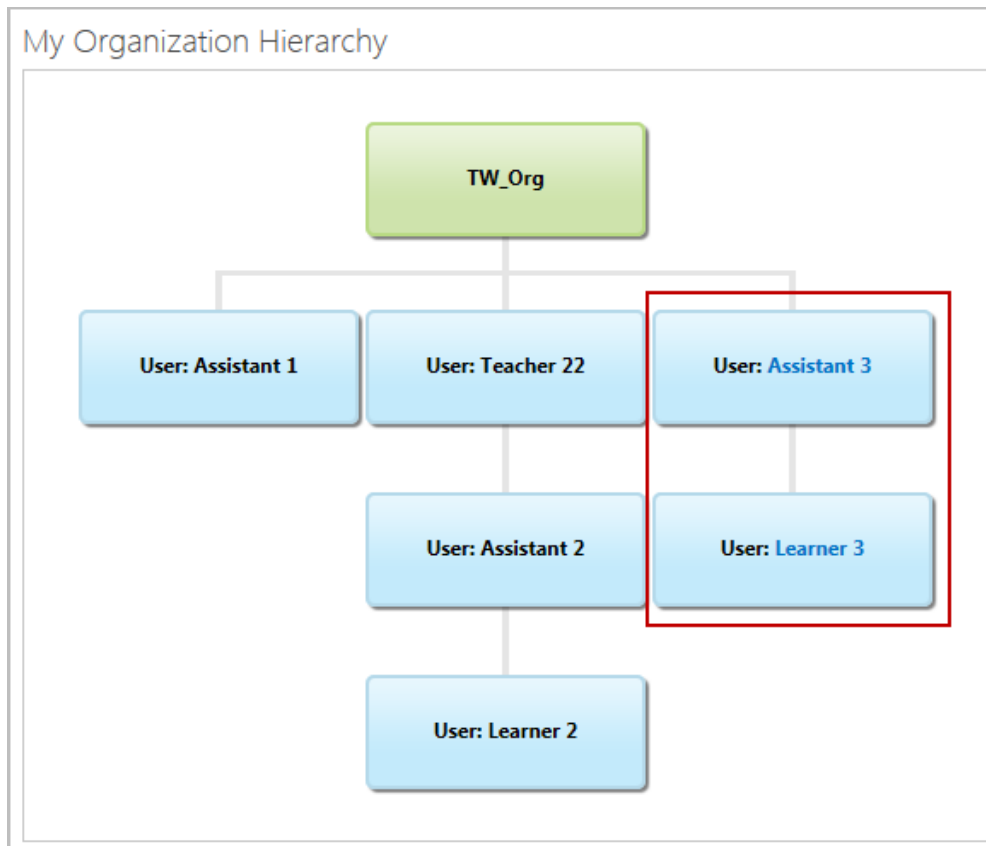 My Organization Hierarchy
TW_Org
User: Assistant 1
User: Teacher 22
User: Assistant 3
User: Assistant 2
User: Learner 3
User: Learner 2